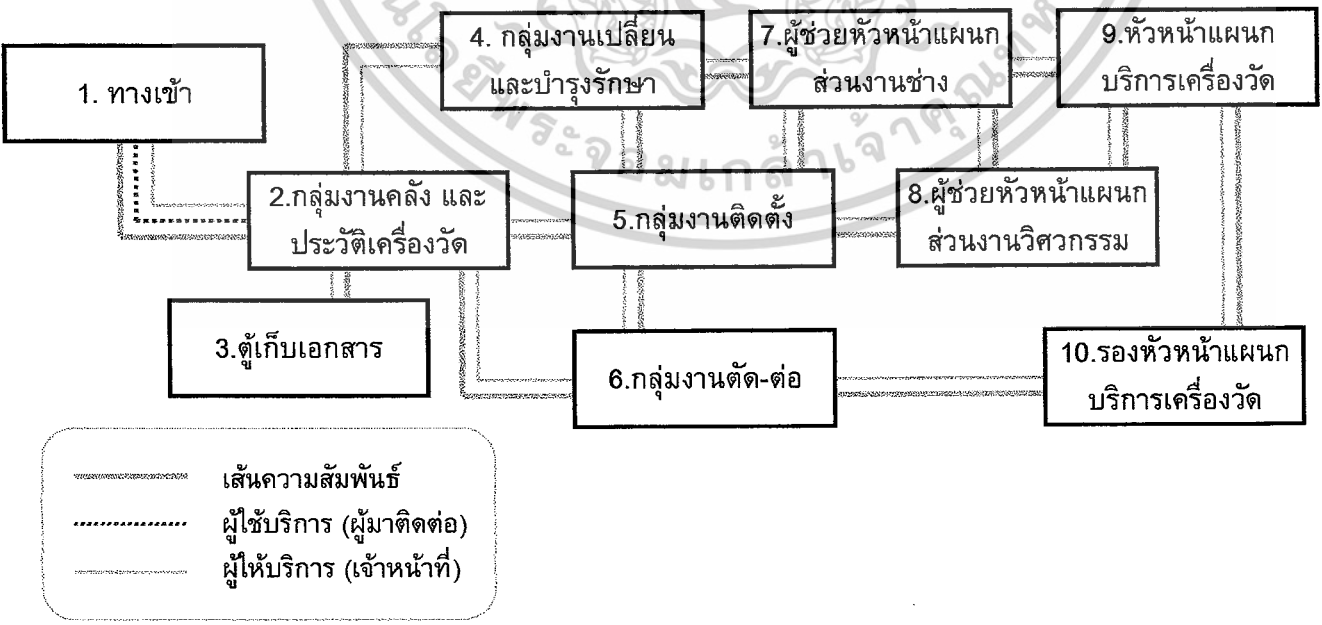 1. ทางเข้า
2.กลุ่มงานคลัง และ
ประวัติเครื่องวัด
3.ตู้เก็บเอกสาร
4. กลุ่มงานเปลี่ยน
และบำรุงรักษา
5.กลุ่มงานติดตั้ง
6.กลุ่มงานตัด-ต่อ
7.ผู้ช่วยหัวหน้าแผนก
ส่วนงานช่าง
8.ผู้ช่วยหัวหน้าแผนก
ส่วนงานวิศวกรรม
9.หัวหน้าแผนก
บริการเครื่องวัด
10.รองหัวหน้าแผนก
บริการเครื่องวัด
เส้นความสัมพันธ์
ผู้ใช้บริการ (ผู้มาติดต่อ)
ผู้ให้บริการ (เจ้าหน้าที่)